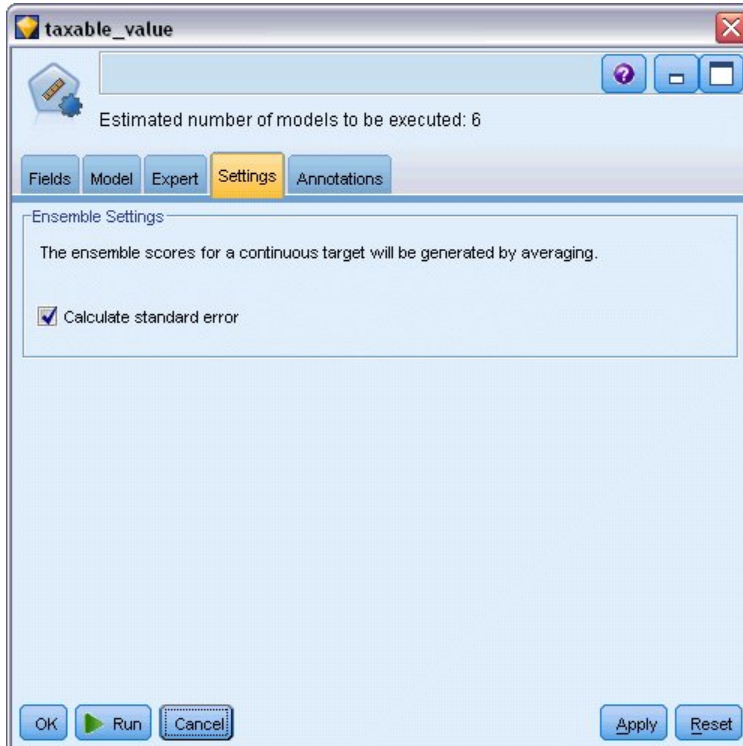 taxable_value
Estimated number of models to be executed: 6
Fields Model Expert Settings Annotations
Ensemble Settings
The ensemble scores for a continuous target will be generated by averaging.
Calculate standard error
OK Run Cancel Apply Reset